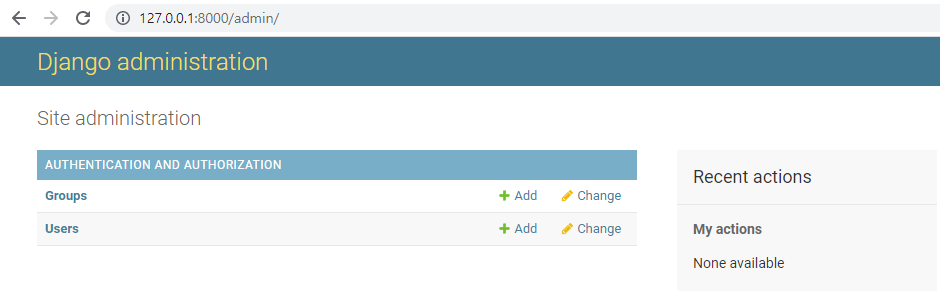 127.0.0.1:8000/admin/
Django administration
Site administration
AUTHENTICATION AND AUTHORIZATION
Groups Add Change
Users Add Change
Recent actions
My actions
None available